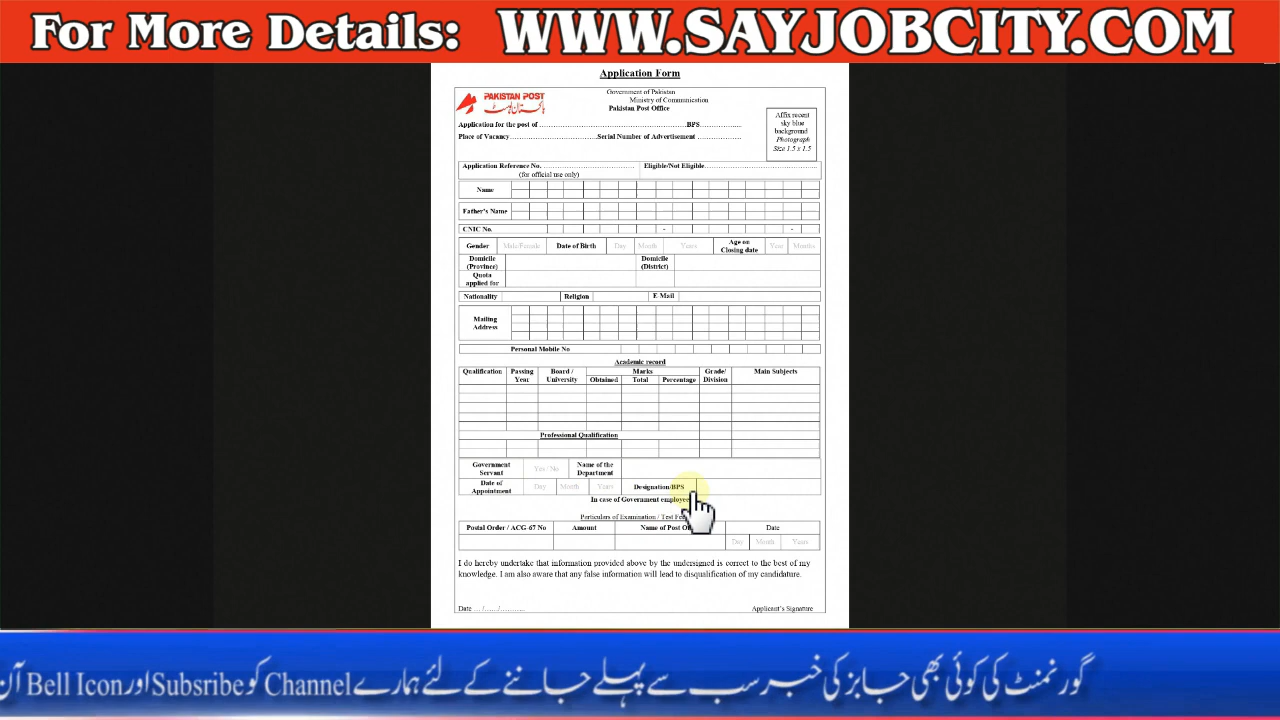 For More Details: WWW.SAYJOBCITY.COM
Application Form
PAKISTAN POST
پاکستان پوسٹ
Government of Pakistan
Ministry of Communication
Pakistan Post Office
Affix recent
sky blue
background
Photograph
Size 1.5 x 1.5
Application for the post of ................................................BPS..............
Place of Vacancy............................Serial Number of Advertisement ..............
Application Reference No. ..............................
(for official use only)
Eligible/Not Eligible....................................
Name
Father's Name
CNIC No. - -
Gender Male/Female Date of Birth Day Month Years Age on Closing date Year Months
Domicile (Province) Domicile (District)
Quota applied for
Nationality Religion E Mail
Mailing Address
Personal Mobile No
Academic record
Qualification Passing Year Board / University Marks Grade/ Division Main Subjects
Obtained Total Percentage
Professional Qualification
Government Servant Yes / No Name of the Department
Date of Appointment Day Month Years Designation/BPS
In case of Government employee
Particulers of Examination / Test Fee
Postal Order / ACG-67 No Amount Name of Post Date
Day Month Years
I do hereby undertake that information provided above by the undersigned is correct to the best of my
knowledge. I am also aware that any false information will lead to disqualification of my candidature.
Date .../....../..........
Applicant's Signature
گورنمنٹ کی کوئی بھی جابز کی خبر سب سے پہلے جاننے کے لئے ہمارے Channel کو Subsribe اور Bell Icon آن